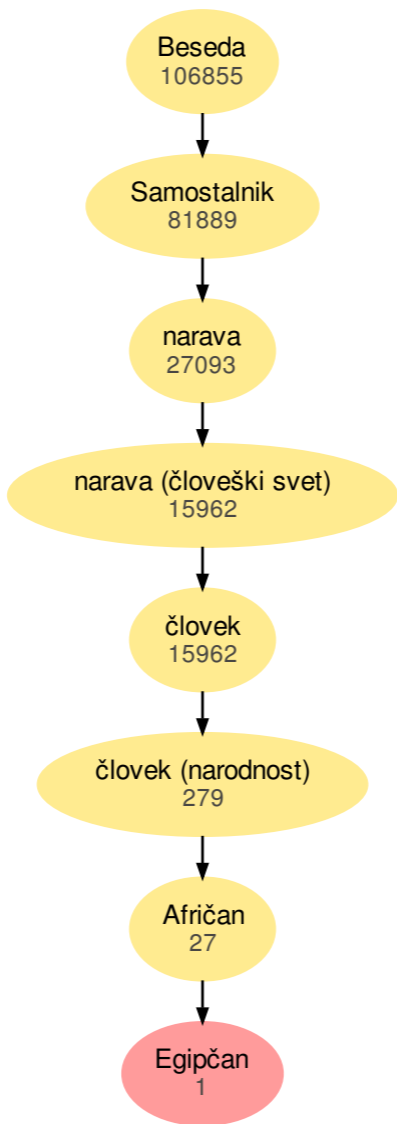 Beseda
106855
Samostalnik
81889
narava
27093
narava (človeški svet)
15962
človek
15962
človek (narodnost)
279
Afričan
27
Egipčan
1